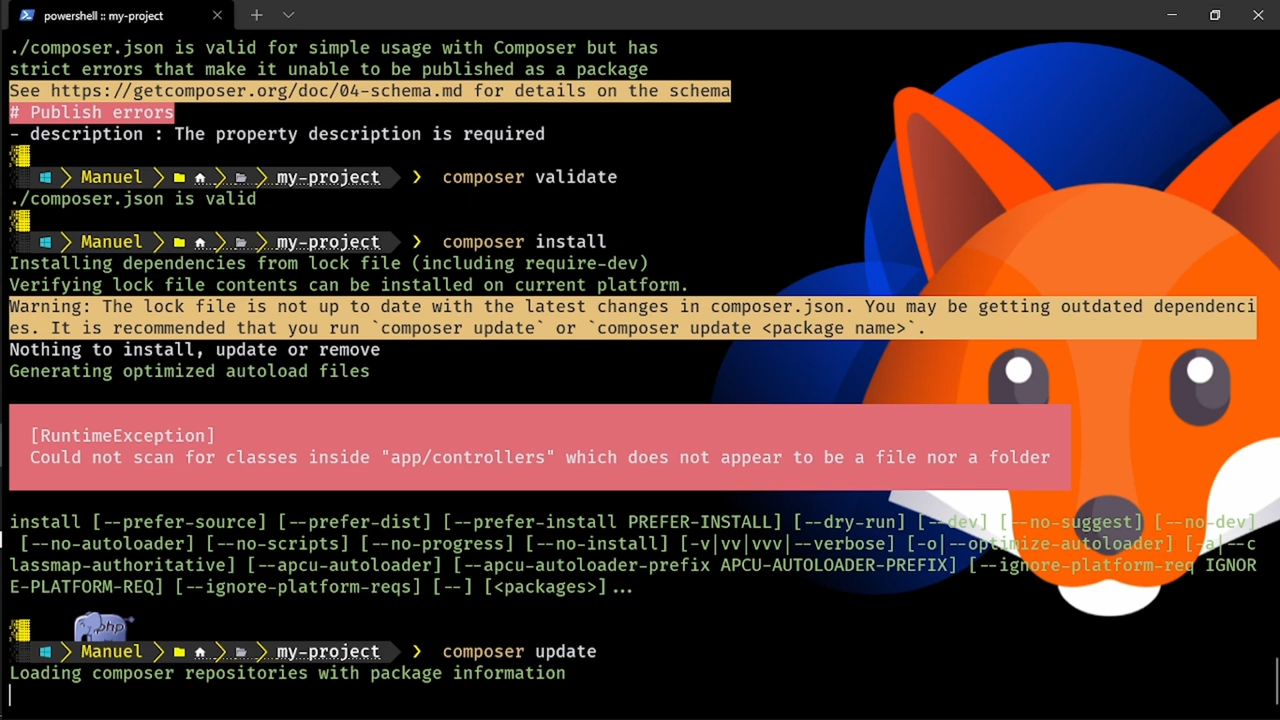 powershell :: my-project
./composer.json is valid for simple usage with Composer but has
strict errors that make it unable to be published as a package
See https://getcomposer.org/doc/04-schema.md for details on the schema
# Publish errors
- description : The property description is required
Manuel my-project ❯ composer validate
./composer.json is valid
Manuel my-project ❯ composer install
Installing dependencies from lock file (including require-dev)
Verifying lock file contents can be installed on current platform.
Warning: The lock file is not up to date with the latest changes in composer.json. You may be getting outdated dependenci
es. It is recommended that you run `composer update` or `composer update <package name>`.
Nothing to install, update or remove
Generating optimized autoload files
[RuntimeException]
Could not scan for classes inside "app/controllers" which does not appear to be a file nor a folder
install [--prefer-source] [--prefer-dist] [--prefer-install PREFER-INSTALL] [--dry-run] [--dev] [--no-suggest] [--no-dev]
[--no-autoloader] [--no-scripts] [--no-progress] [--no-install] [-v|vv|vvv|--verbose] [-o|--optimize-autoloader] [-a|--c
lassmap-authoritative] [--apcu-autoloader] [--apcu-autoloader-prefix APCU-AUTOLOADER-PREFIX] [--ignore-platform-req IGNOR
E-PLATFORM-REQ] [--ignore-platform-reqs] [--] [<packages>]...
php
Manuel my-project ❯ composer update
Loading composer repositories with package information